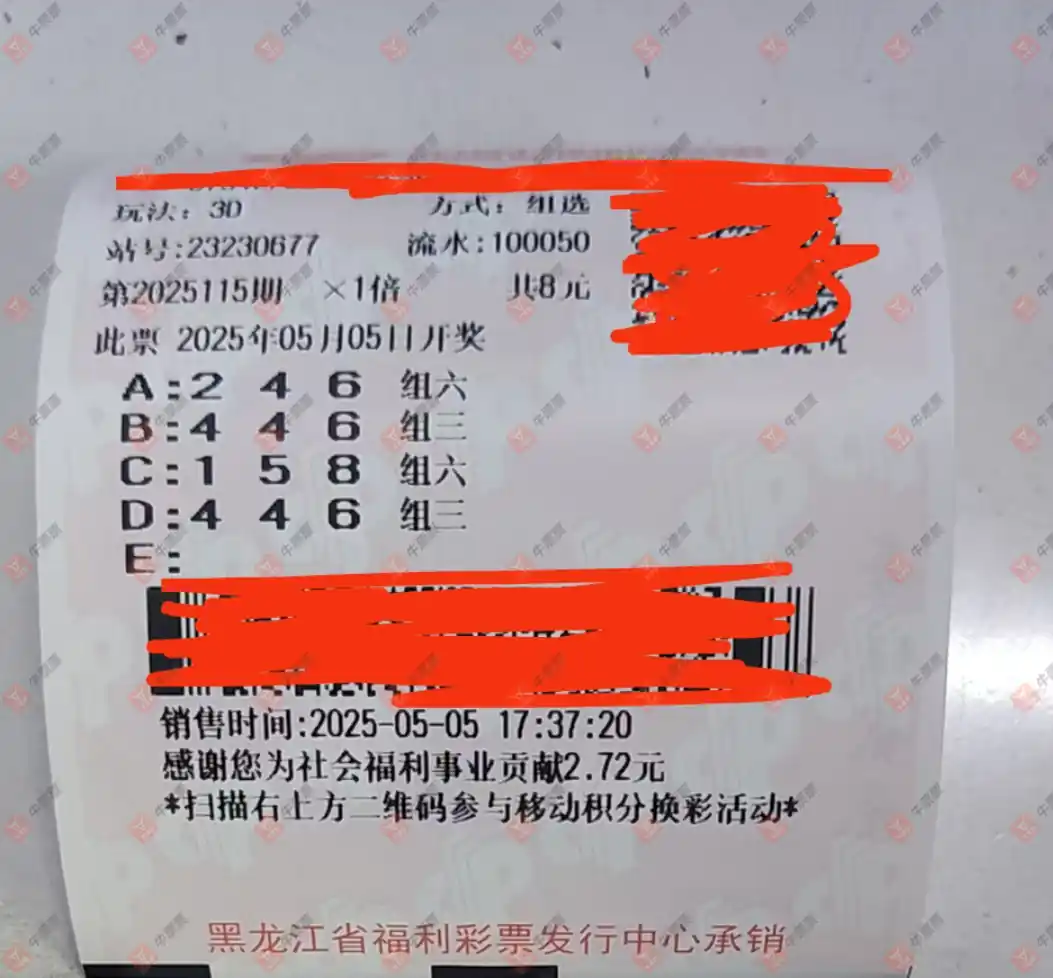 玩法：3D 方式：组选
站号:23230677 流水:100050
第2025115期 ×1倍 共8元
此票 2025年05月05日开奖
A:2 4 6 组六
B:4 4 6 组三
C:1 5 8 组六
D:4 4 6 组三
E:
销售时间:2025-05-05 17:37:20
感谢您为社会福利事业贡献2.72元
*扫描右上方二维码参与移动积分换彩活动*
黑龙江省福利彩票发行中心承销